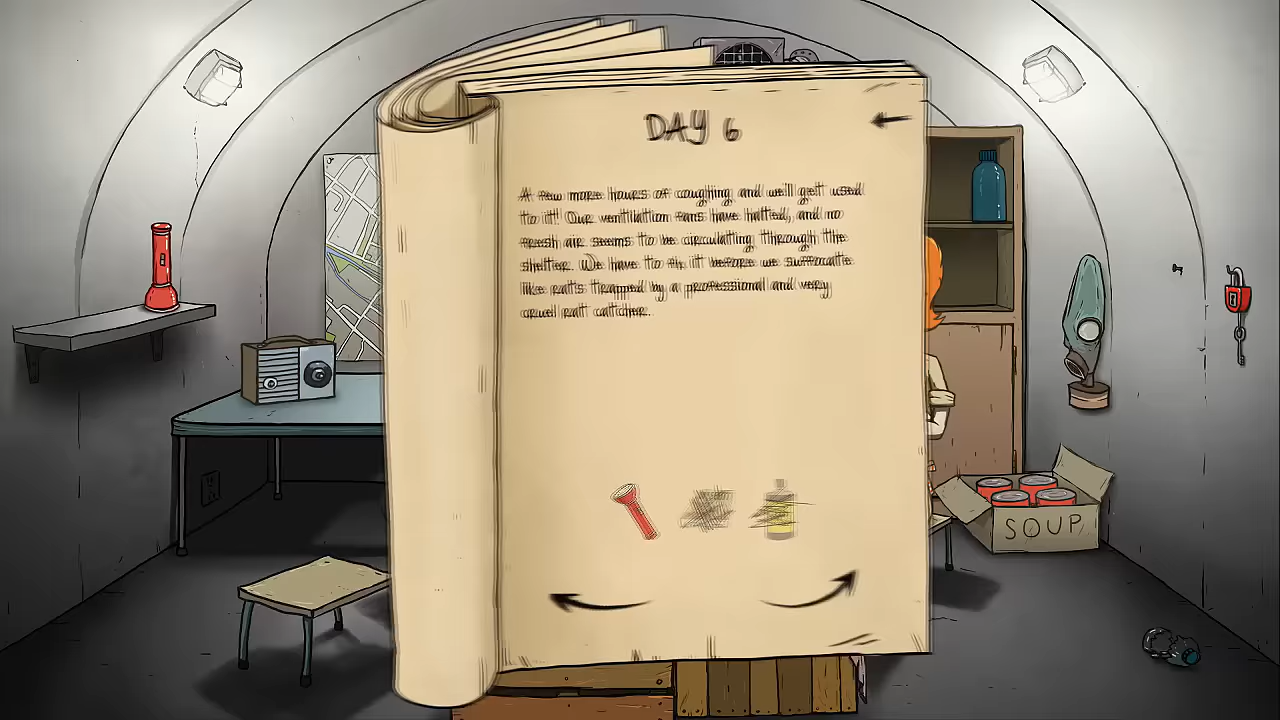 DAY 6
A few more hours of coughing and we'll get used
to it! Our ventilation fans have halted, and no
fresh air seems to be circulating through the
shelter. We have to fix it before we suffocate
like rats trapped by a professional and very
cruel rat catcher.
SOUP